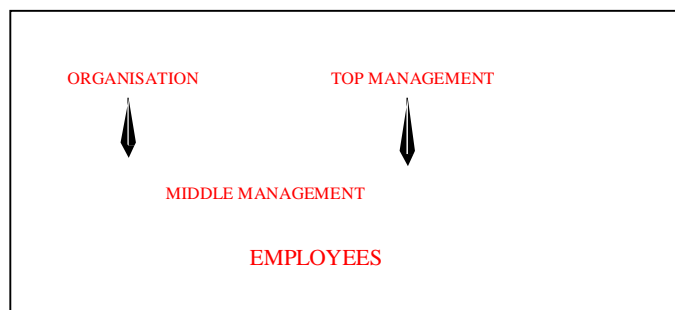 ORGANISATION TOP MANAGEMENT
MIDDLE MANAGEMENT
EMPLOYEES